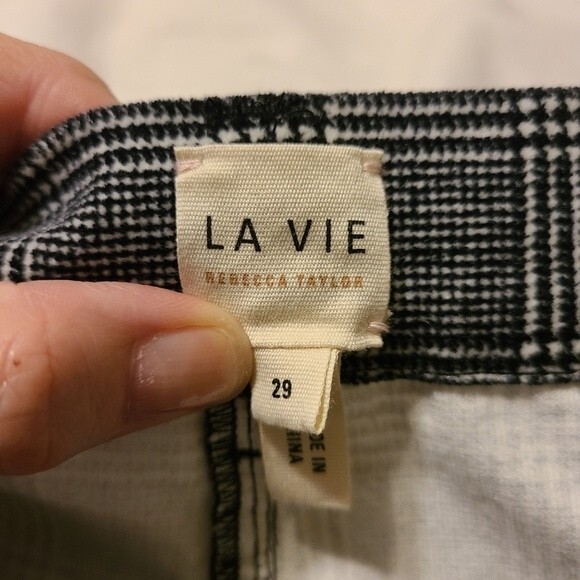 LA VIE
REBECCA TAYLOR
29
DE IN
INA